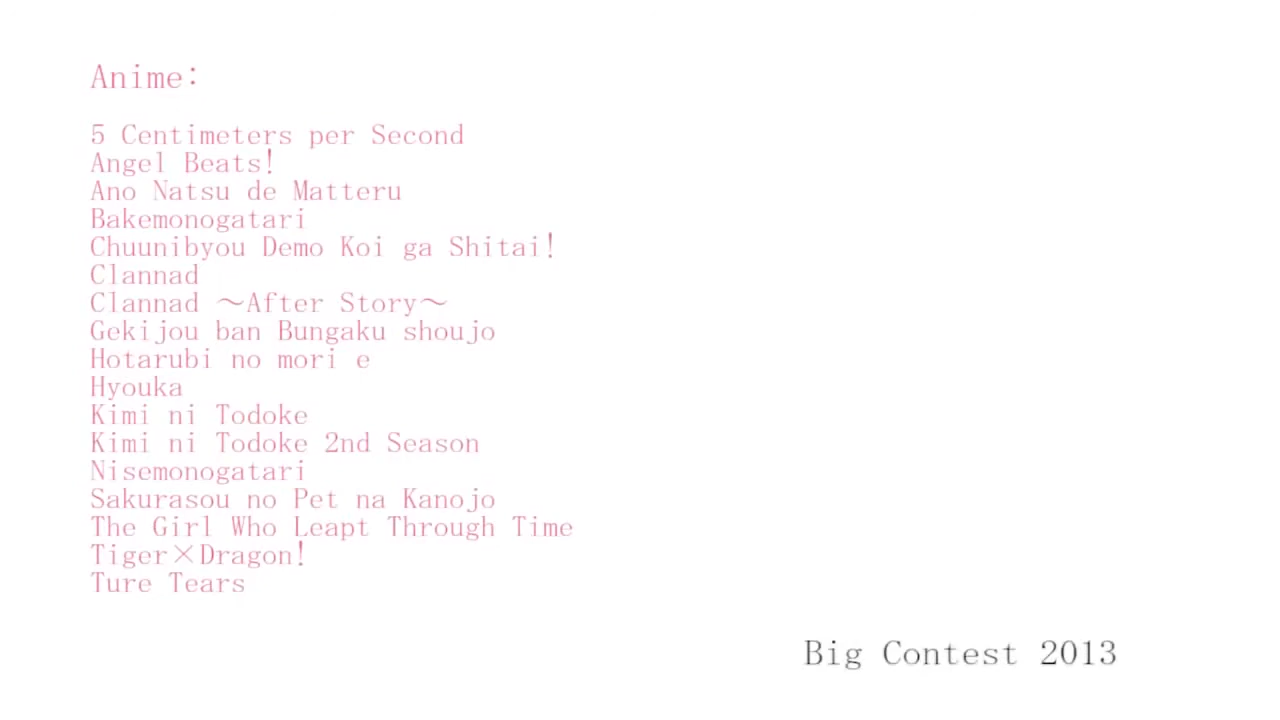 Anime:
5 Centimeters per Second
Angel Beats!
Ano Natsu de Matteru
Bakemonogatari
Chuunibyou Demo Koi ga Shitai!
Clannad
Clannad ～After Story～
Gekijou ban Bungaku shoujo
Hotarubi no mori e
Hyouka
Kimi ni Todoke
Kimi ni Todoke 2nd Season
Nisemonogatari
Sakurasou no Pet na Kanojo
The Girl Who Leapt Through Time
Tiger×Dragon!
Ture Tears
Big Contest 2013